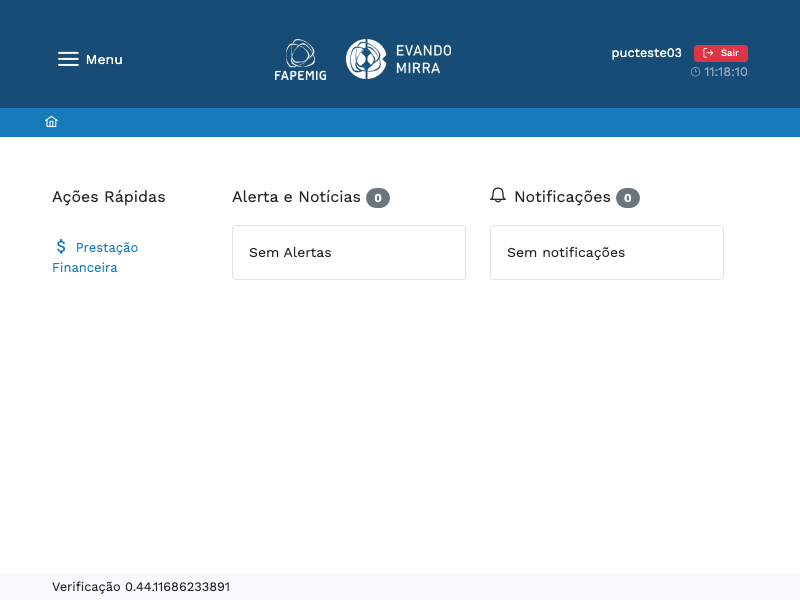 Menu
FAPEMIG
EVANDO
MIRRA
pucteste03
Sair
11:18:10
Ações Rápidas
$ Prestação
Financeira
Alerta e Notícias 0
Sem Alertas
Notificações 0
Sem notificações
Verificação 0.44.11686233891